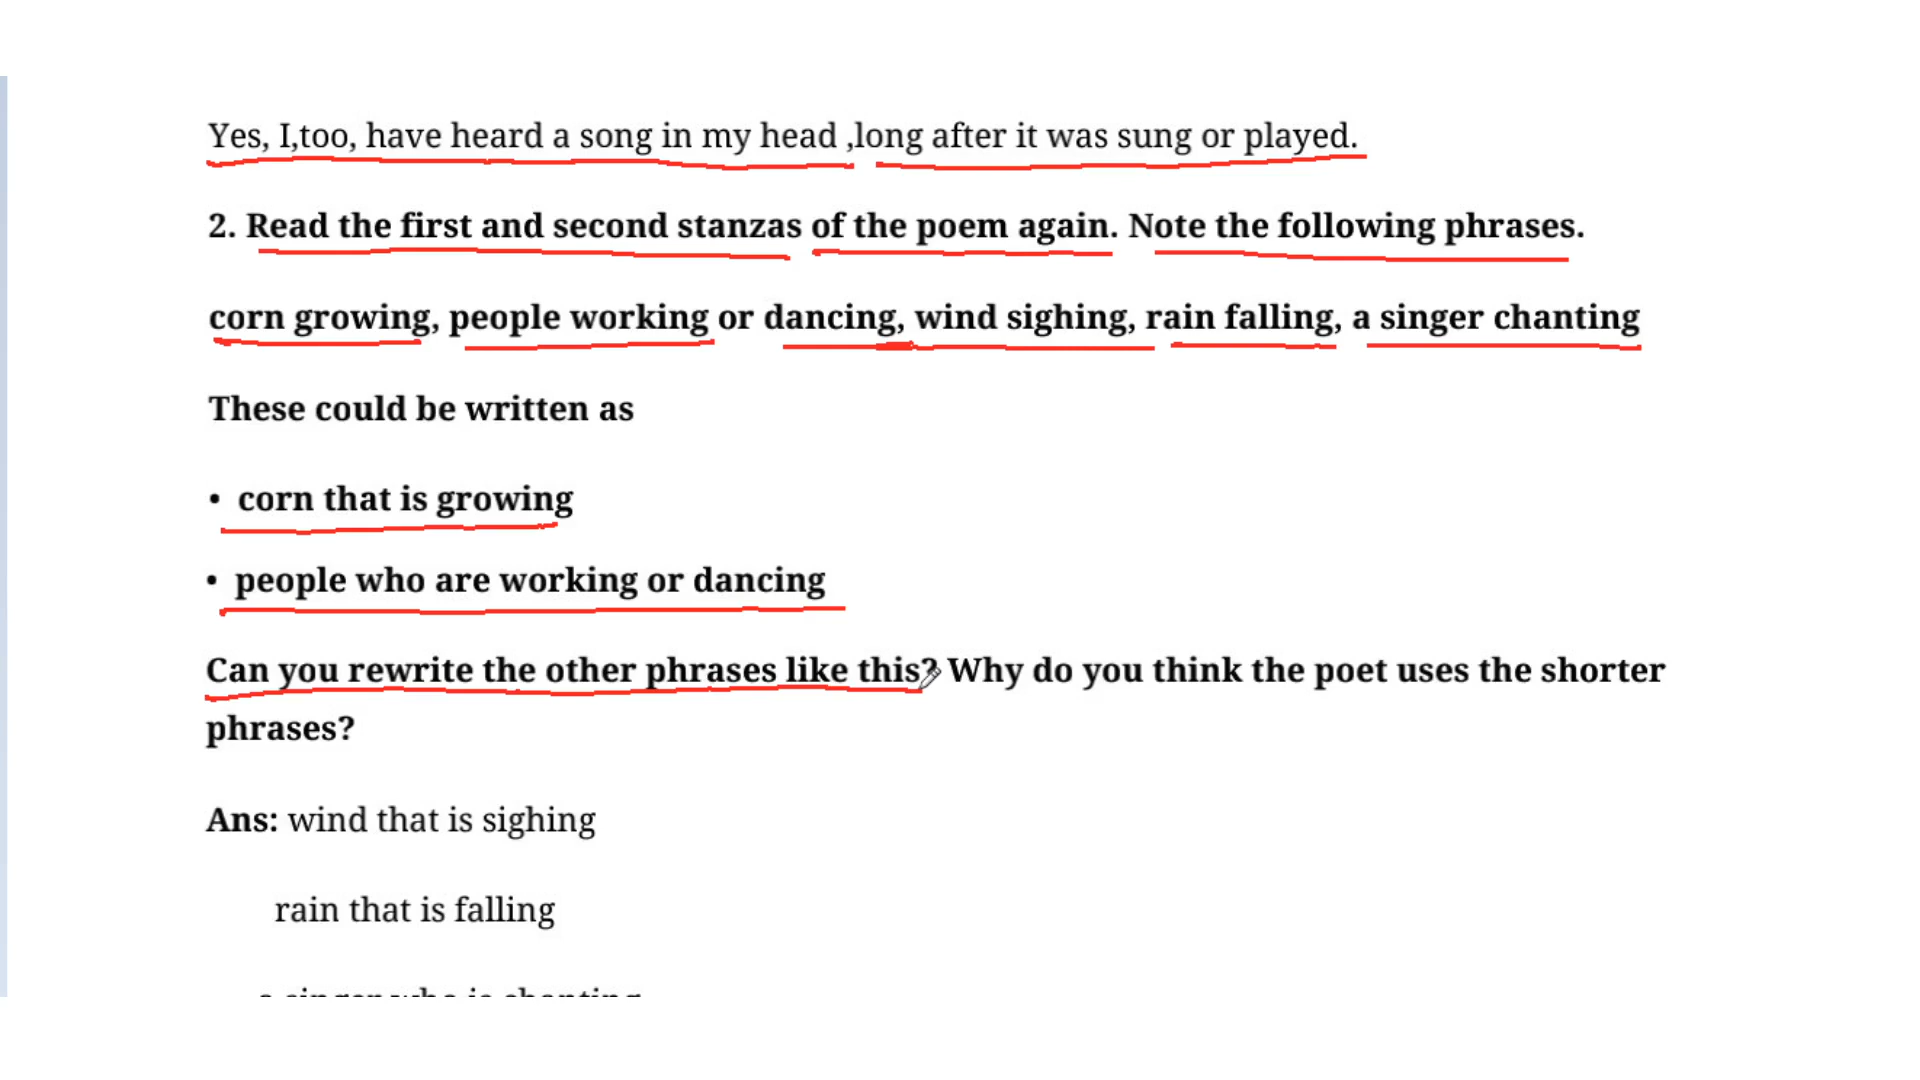 Yes, I,too, have heard a song in my head ,long after it was sung or played.
2. Read the first and second stanzas of the poem again. Note the following phrases.
corn growing, people working or dancing, wind sighing, rain falling, a singer chanting
These could be written as
• corn that is growing
• people who are working or dancing
Can you rewrite the other phrases like this? Why do you think the poet uses the shorter
phrases?
Ans: wind that is sighing
rain that is falling
a singer who is chanting